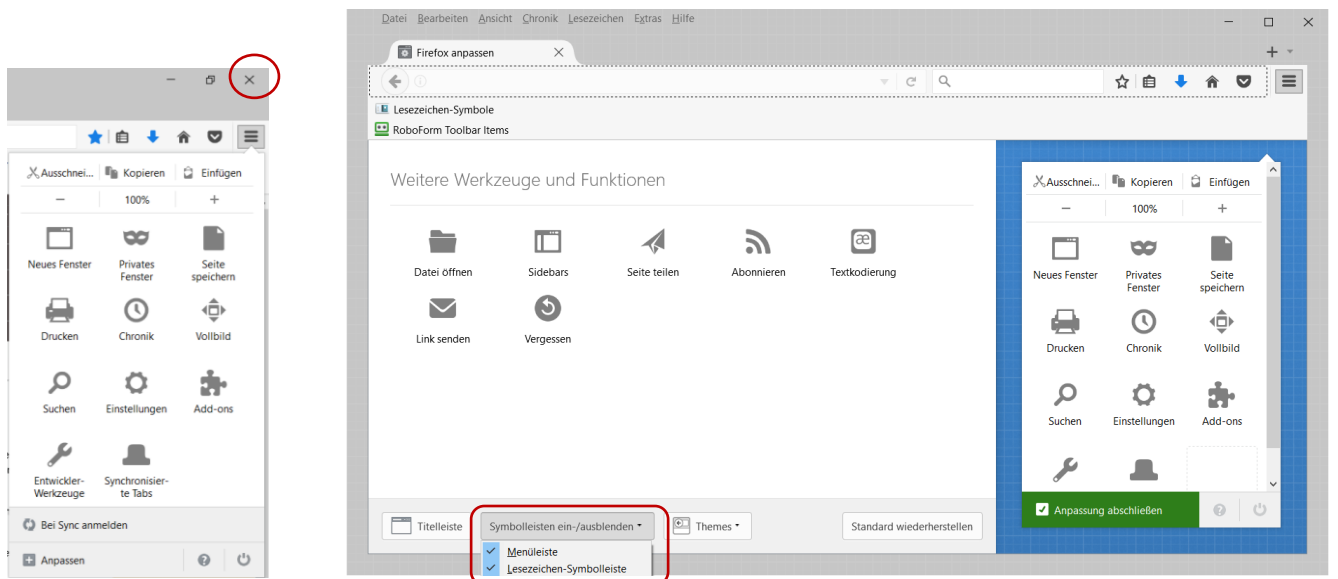 Ausschnei... Kopieren Einfügen
100%
Neues Fenster Privates Fenster Seite speichern
Drucken Chronik Vollbild
Suchen Einstellungen Add-ons
Entwickler-Werkzeuge Synchronisier-te Tabs
Bei Sync anmelden
Anpassen
Datei Bearbeiten Ansicht Chronik Lesezeichen Extras Hilfe
Firefox anpassen
Lesezeichen-Symbole
RoboForm Toolbar Items
Weitere Werkzeuge und Funktionen
Datei öffnen Sidebars Seite teilen Abonnieren Textkodierung
æ
Link senden Vergessen
Titelleiste Symbolleisten ein-/ausblenden Themes Standard wiederherstellen
Menüleiste
Lesezeichen-Symbolleiste
Ausschnei... Kopieren Einfügen
100%
Neues Fenster Privates Fenster Seite speichern
Drucken Chronik Vollbild
Suchen Einstellungen Add-ons
Anpassung abschließen